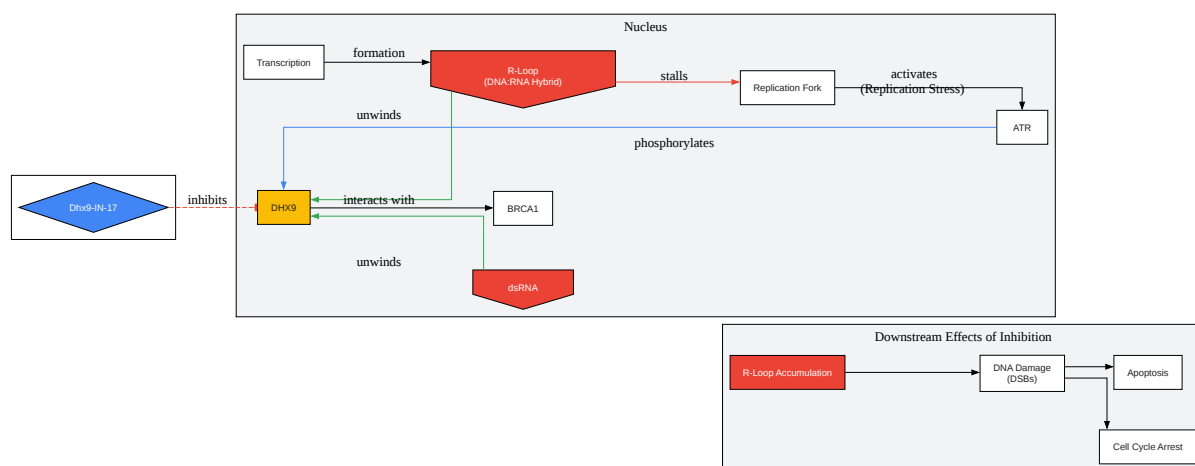 Nucleus
Transcription
formation
R-Loop
(DNA:RNA Hybrid)
stalls
Replication Fork
activates
(Replication Stress)
ATR
unwinds
phosphorylates
Dhx9-IN-17
inhibits
DHX9
interacts with
BRCA1
unwinds
dsRNA
Downstream Effects of Inhibition
R-Loop Accumulation
DNA Damage
(DSBs)
Apoptosis
Cell Cycle Arrest